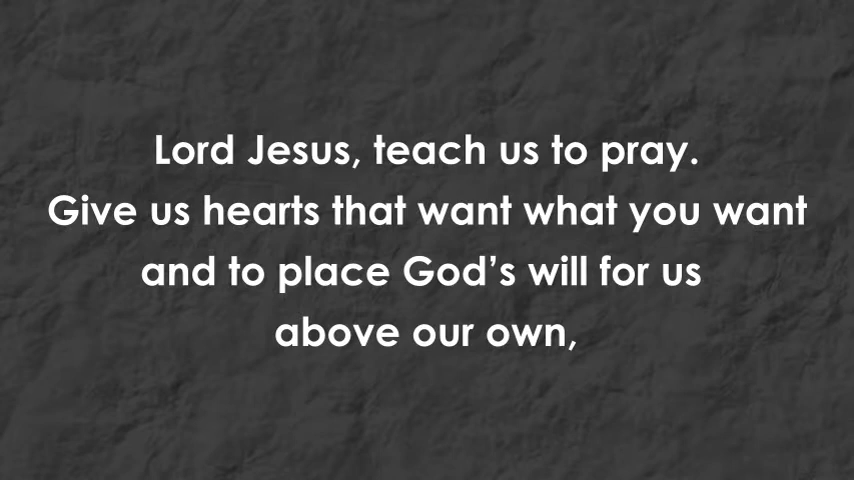 Lord Jesus, teach us to pray.
Give us hearts that want what you want
and to place God’s will for us
above our own,